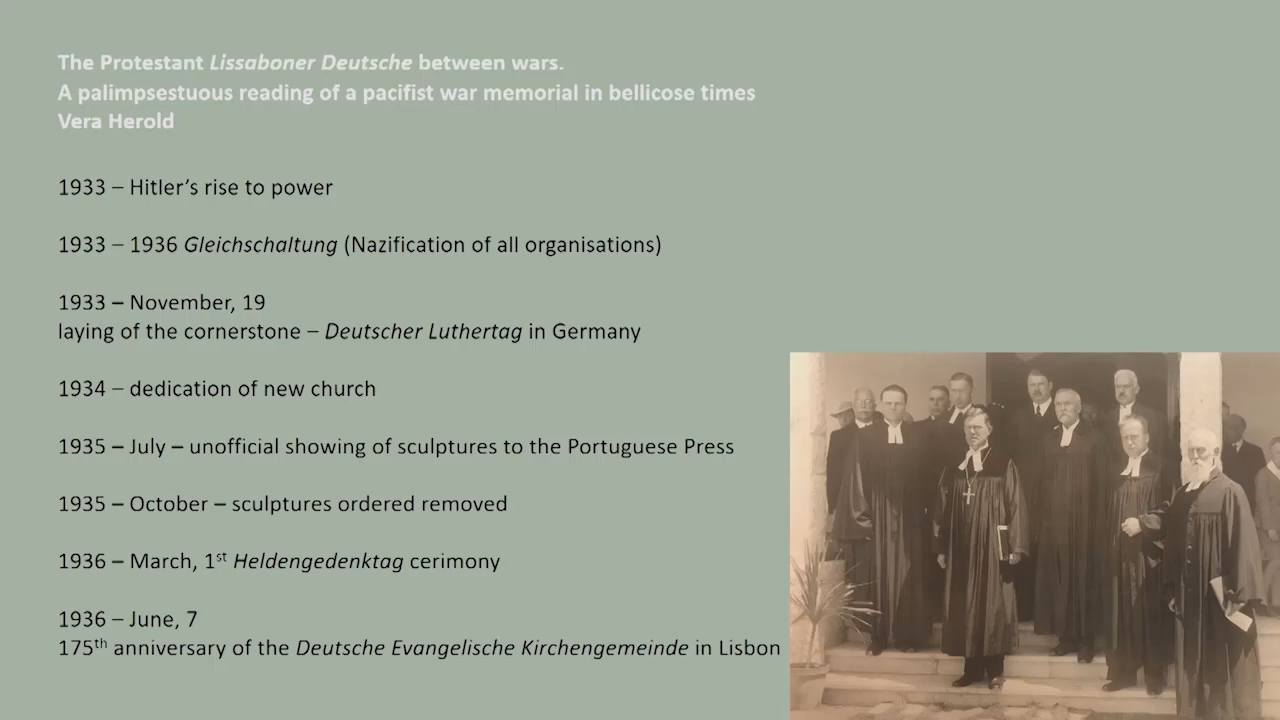 The Protestant Lissaboner Deutsche between wars.
A palimpsestuous reading of a pacifist war memorial in bellicose times
Vera Herold
1933 – Hitler’s rise to power
1933 – 1936 Gleichschaltung (Nazification of all organisations)
1933 – November, 19
laying of the cornerstone – Deutscher Luthertag in Germany
1934 – dedication of new church
1935 – July – unofficial showing of sculptures to the Portuguese Press
1935 – October – sculptures ordered removed
1936 – March, 1st Heldengedenktag cerimony
1936 – June, 7
175th anniversary of the Deutsche Evangelische Kirchengemeinde in Lisbon